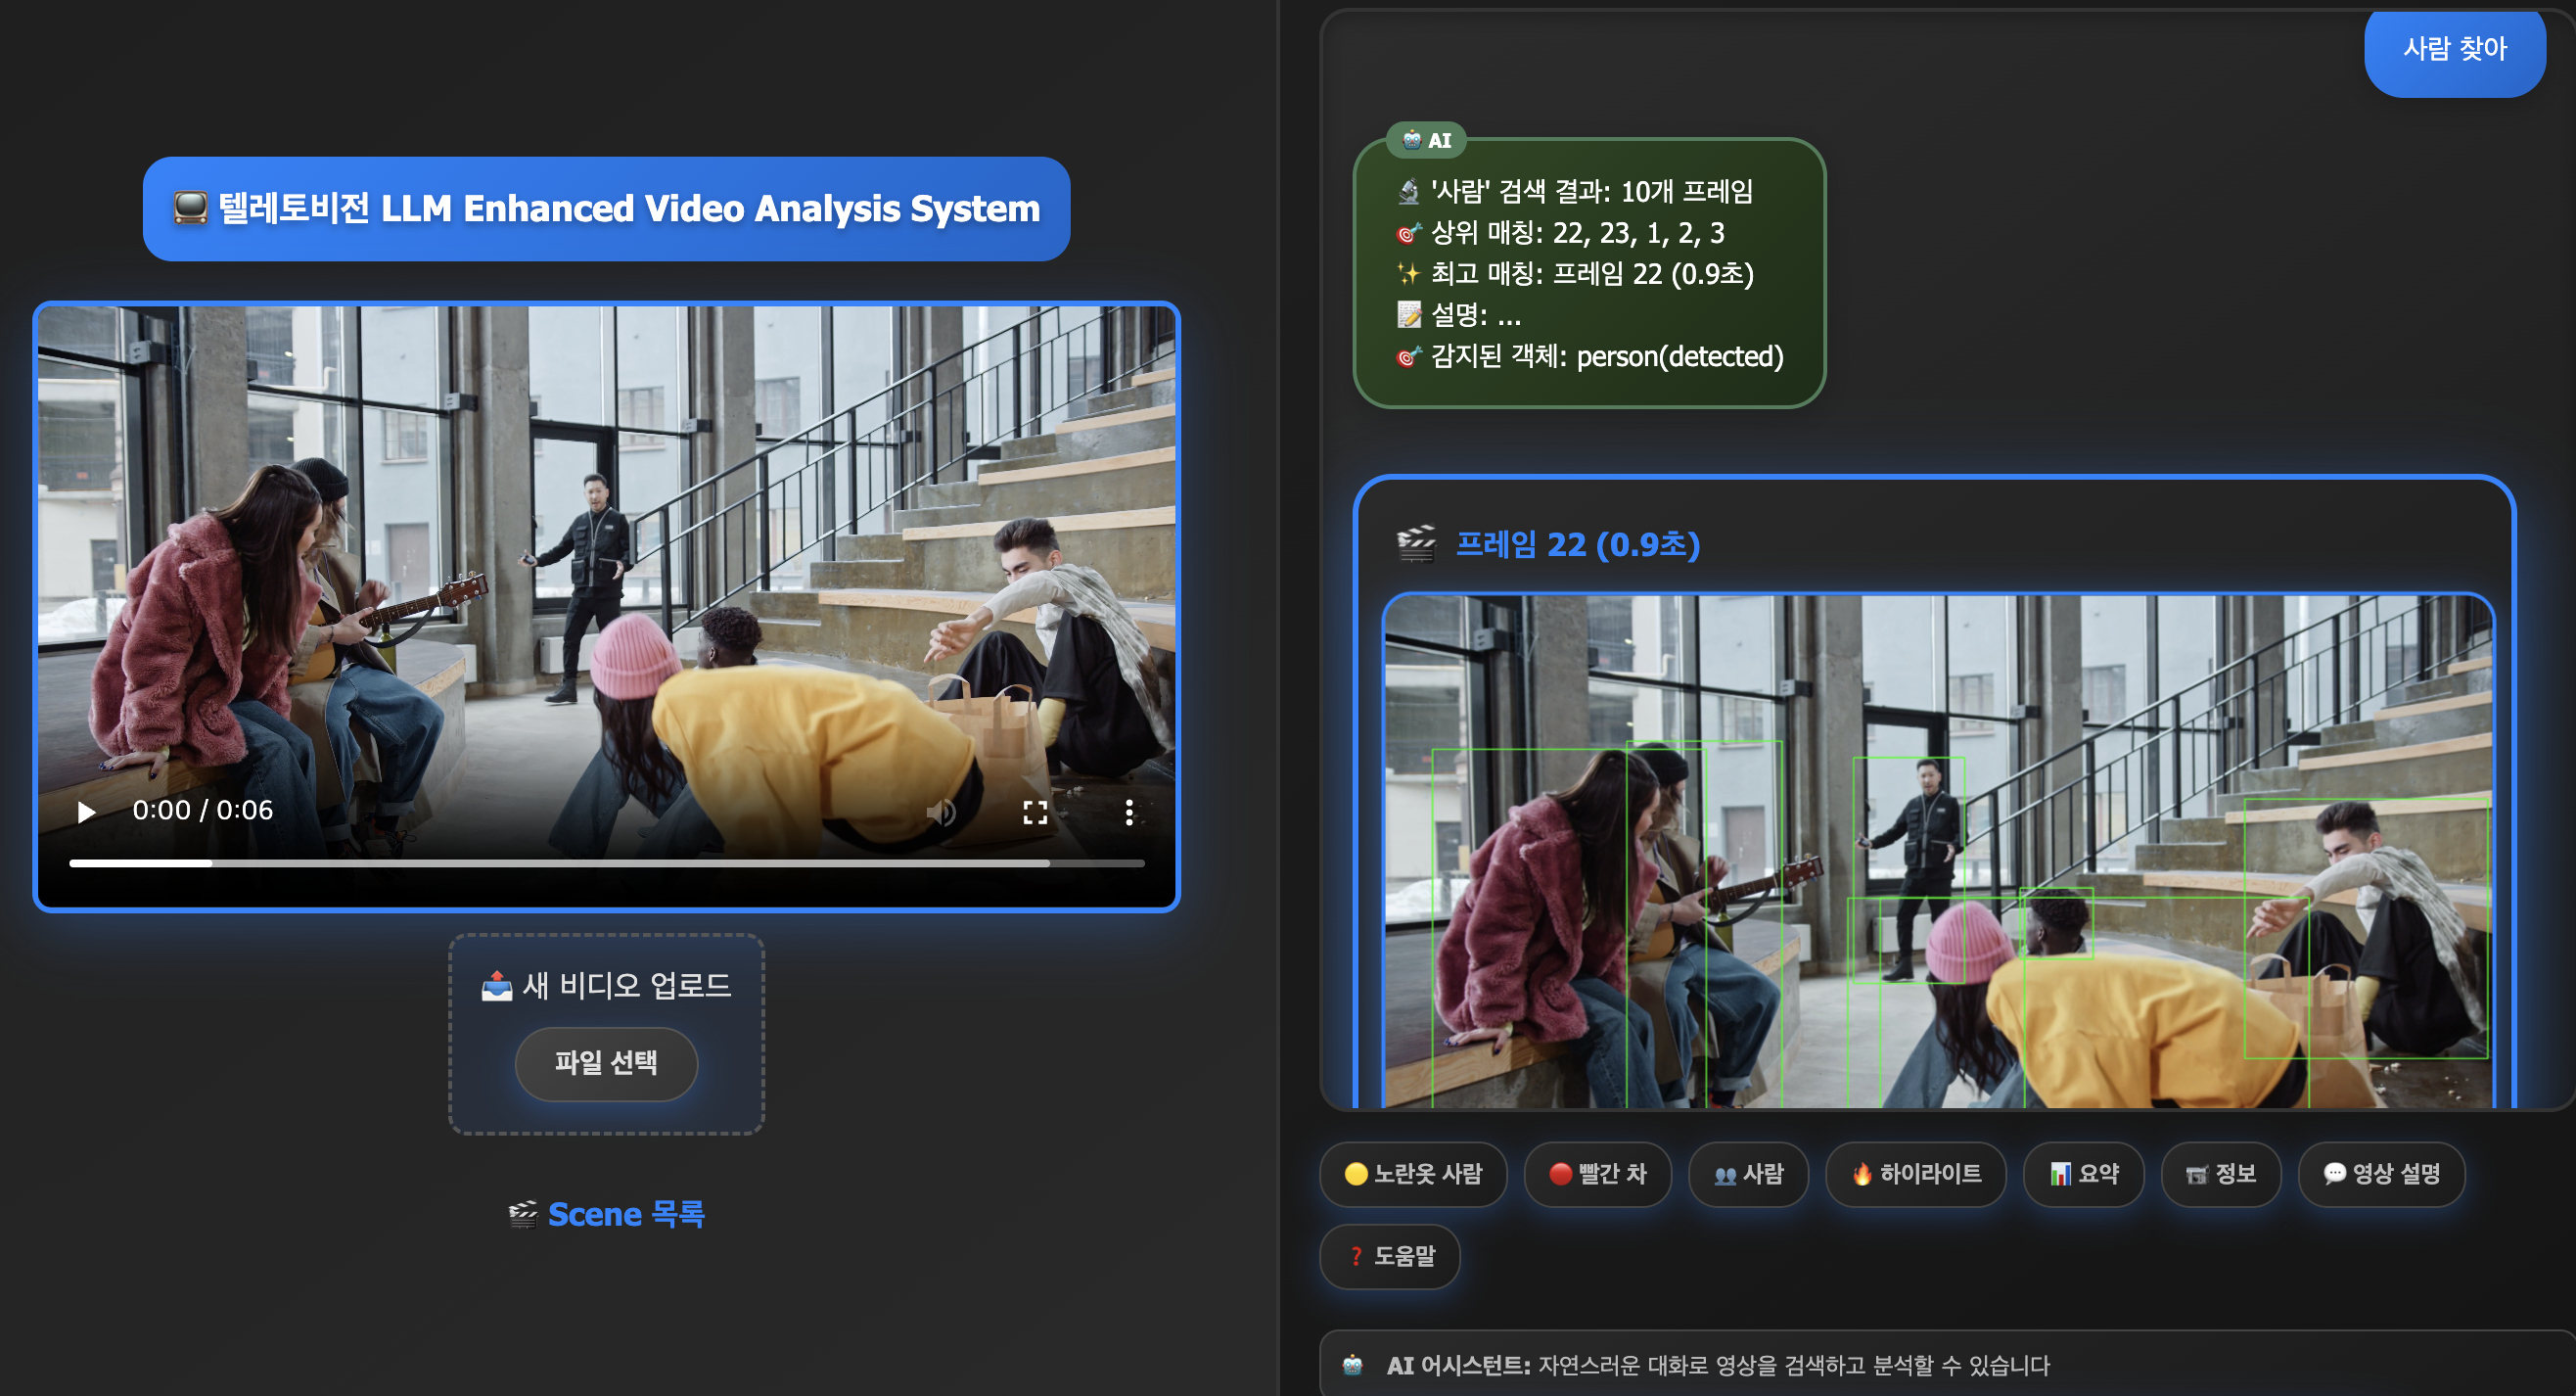 📺 텔레토비전 LLM Enhanced Video Analysis System
0:00 / 0:06
📤 새 비디오 업로드
파일 선택
🎬 Scene 목록
사람 찾아
🤖 AI
🔬 '사람' 검색 결과: 10개 프레임
🎯 상위 매칭: 22, 23, 1, 2, 3
✨ 최고 매칭: 프레임 22 (0.9초)
📝 설명: ...
🎯 감지된 객체: person(detected)
🎬 프레임 22 (0.9초)
🟡 노란옷 사람
🔴 빨간 차
👥 사람
🔥 하이라이트
📊 요약
📹 정보
💬 영상 설명
❓ 도움말
🤖 AI 어시스턴트: 자연스러운 대화로 영상을 검색하고 분석할 수 있습니다